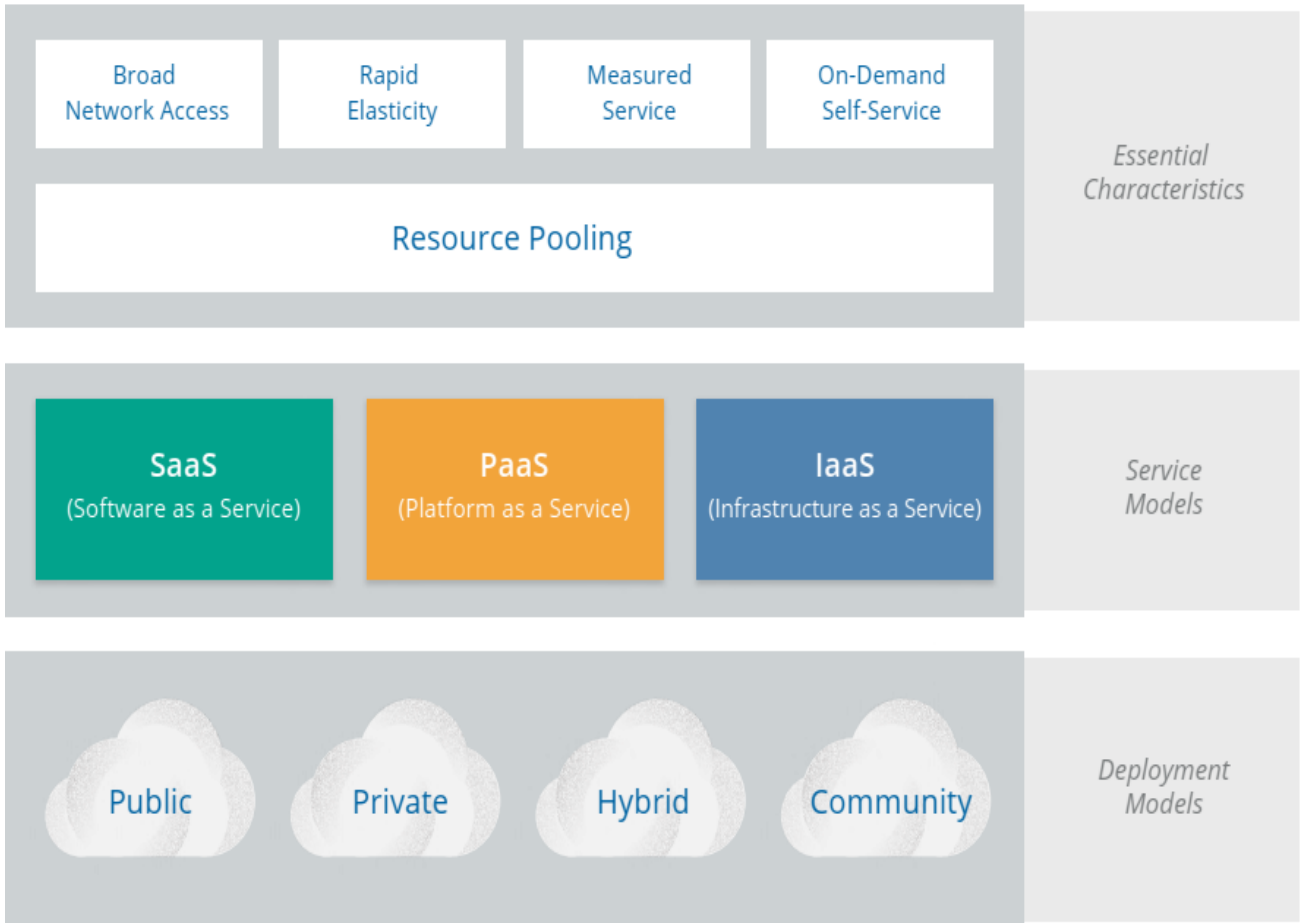 Broad
Network Access
Rapid
Elasticity
Measured
Service
On-Demand
Self-Service
Resource Pooling
Essential
Characteristics
SaaS
(Software as a Service)
PaaS
(Platform as a Service)
IaaS
(Infrastructure as a Service)
Service
Models
Public
Private
Hybrid
Community
Deployment
Models